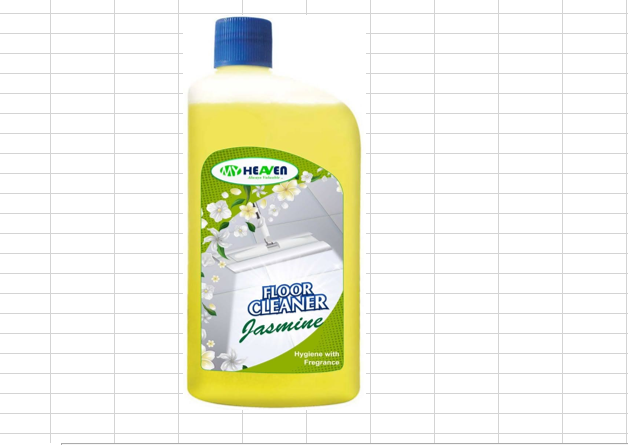 MY HEAVEN
FLOOR
CLEANER
Jasmine
Hygiene with
Fregrance